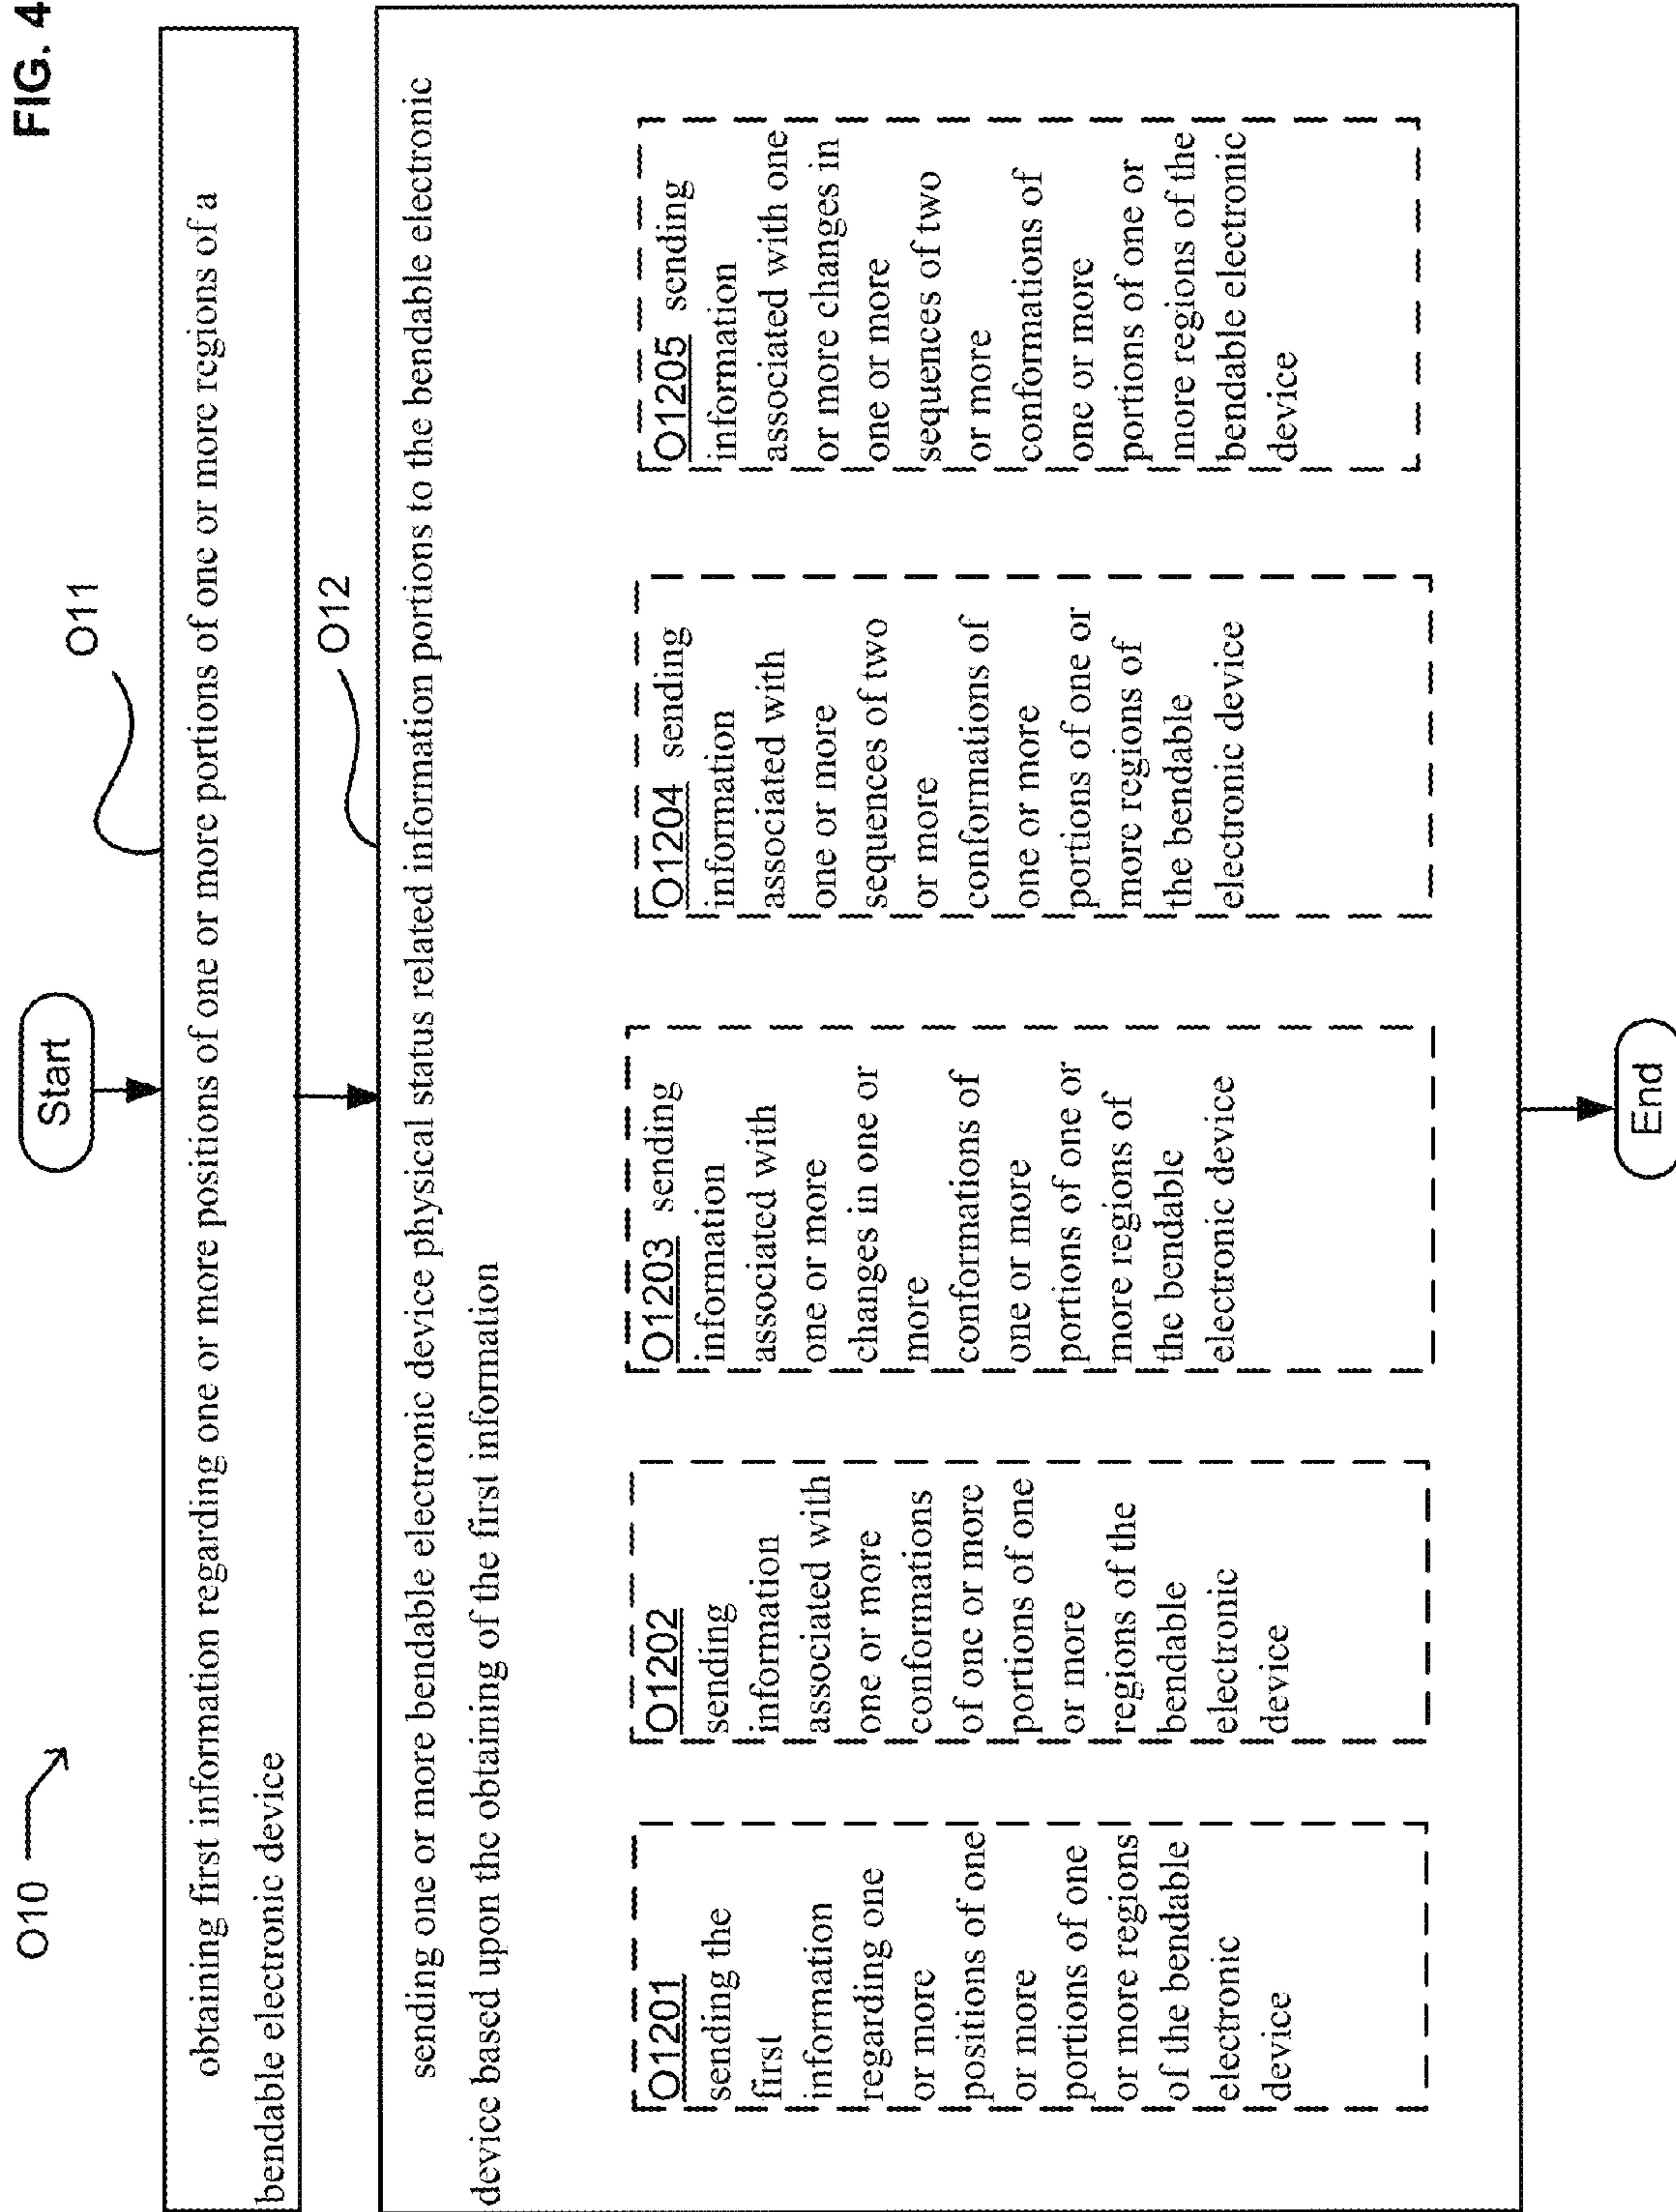 FIG. 4
O10
Start
O11
obtaining first information regarding one or more positions of one or more portions of one or more regions of a
bendable electronic device
O12
sending one or more bendable electronic device physical status related information portions to the bendable electronic
device based upon the obtaining of the first information
O1201
sending the
first
information
regarding one
or more
positions of one
or more
portions of one
or more regions
of the bendable
electronic
device
O1202
sending
information
associated with
one or more
conformations
of one or more
portions of one
or more
regions of the
bendable
electronic
device
O1203 sending
information
associated with
one or more
changes in one or
more
conformations of
one or more
portions of one or
more regions of
the bendable
electronic device
O1204 sending
information
associated with
one or more
sequences of two
or more
conformations of
one or more
portions of one or
more regions of
the bendable
electronic device
O1205 sending
information
associated with one
or more changes in
one or more
sequences of two
or more
conformations of
one or more
portions of one or
more regions of the
bendable electronic
device
End